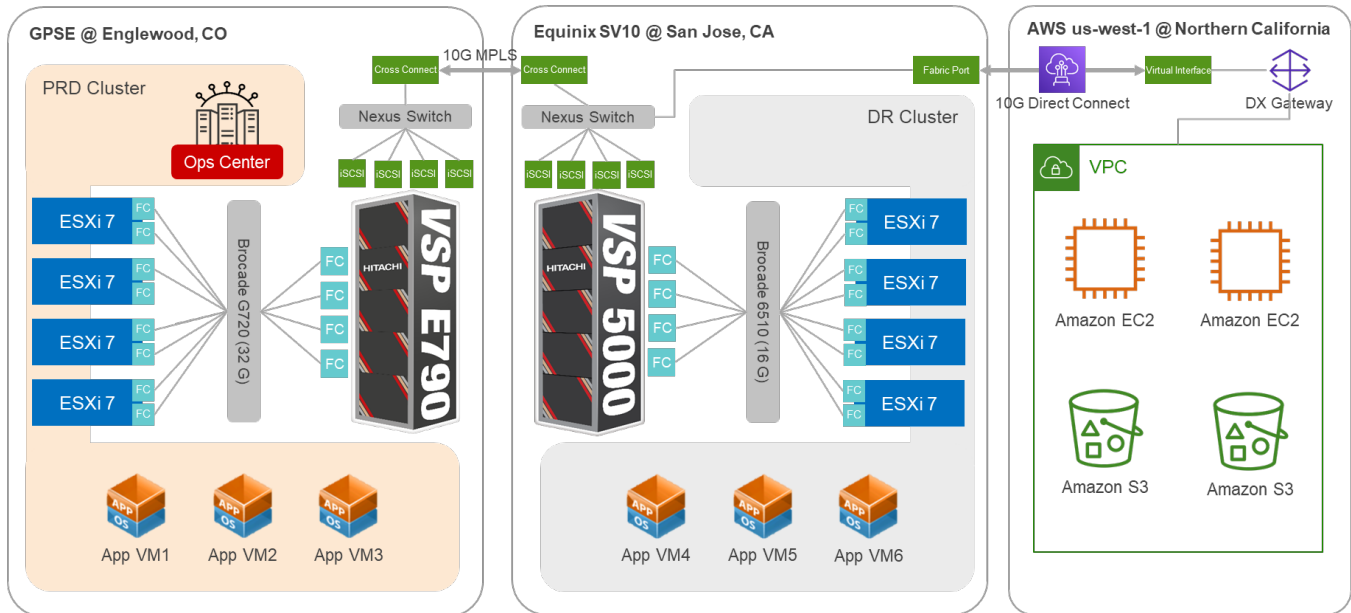 GPSE @ Englewood, CO
PRD Cluster
Ops Center
Cross Connect
10G MPLS
Nexus Switch
iSCSI
iSCSI
iSCSI
iSCSI
ESXi 7
FC
FC
ESXi 7
FC
FC
ESXi 7
FC
FC
ESXi 7
FC
FC
Brocade G720 (32 G)
FC
FC
FC
FC
HITACHI
VSP E790
APP
OS
APP
OS
APP
OS
App VM1
App VM2
App VM3
Equinix SV10 @ San Jose, CA
Cross Connect
Fabric Port
Nexus Switch
DR Cluster
iSCSI
iSCSI
iSCSI
iSCSI
HITACHI
VSP 5000
FC
FC
FC
FC
Brocade 6510 (16 G)
FC
FC
ESXi 7
FC
FC
ESXi 7
FC
FC
ESXi 7
FC
FC
ESXi 7
APP
OS
APP
OS
APP
OS
App VM4
App VM5
App VM6
AWS us-west-1 @ Northern California
10G Direct Connect
Virtual Interface
DX Gateway
VPC
Amazon EC2
Amazon EC2
Amazon S3
Amazon S3